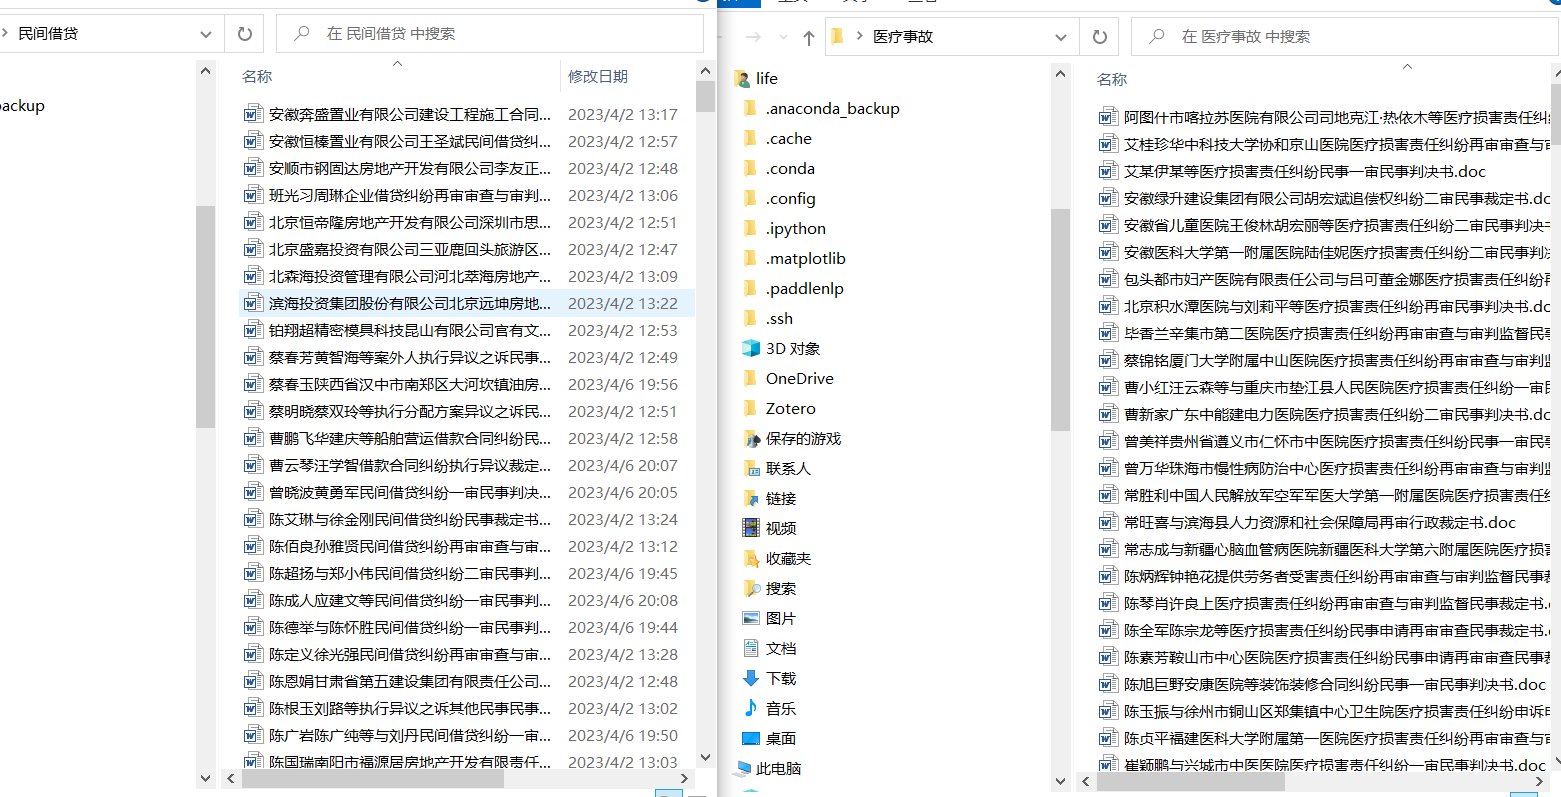 民间借贷
在 民间借贷 中搜索
backup
名称
修改日期
安徽奔盛置业有限公司建设工程施工合同... 2023/4/2 13:17
安徽恒榛置业有限公司王圣斌民间借贷纠... 2023/4/2 12:57
安顺市钢固达房地产开发有限公司李友正... 2023/4/2 12:48
班光习周琳企业借贷纠纷再审审查与审判... 2023/4/2 13:06
北京恒帝隆房地产开发有限公司深圳市思... 2023/4/2 12:51
北京盛嘉投资有限公司三亚鹿回头旅游区... 2023/4/2 12:47
北森海投资管理有限公司河北萃海房地产... 2023/4/2 13:09
滨海投资集团股份有限公司北京远坤房地... 2023/4/2 13:22
铂翔超精密模具科技昆山有限公司官有文... 2023/4/2 12:53
蔡春芳黄智海等案外人执行异议之诉民事... 2023/4/2 12:49
蔡春玉陕西省汉中市南郑区大河坎镇油房... 2023/4/6 19:56
蔡明晓蔡双玲等执行分配方案异议之诉民... 2023/4/2 12:51
曹鹏飞华建庆等船舶营运借款合同纠纷民... 2023/4/2 12:58
曹云琴汪学智借款合同纠纷执行异议裁定... 2023/4/6 20:07
曾晓波黄勇军民间借贷纠纷一审民事判决... 2023/4/6 20:05
陈艾琳与徐金刚民间借贷纠纷民事裁定书... 2023/4/2 13:24
陈佰良孙雅贤民间借贷纠纷再审审查与审... 2023/4/2 13:12
陈超扬与郑小伟民间借贷纠纷二审民事判... 2023/4/6 19:45
陈成人应建文等民间借贷纠纷一审民事判... 2023/4/6 20:08
陈德举与陈怀胜民间借贷纠纷一审民事判... 2023/4/6 19:44
陈定义徐光强民间借贷纠纷再审审查与审... 2023/4/2 13:28
陈恩娟甘肃省第五建设集团有限责任公司... 2023/4/2 12:48
陈根玉刘路等执行异议之诉其他民事民事... 2023/4/2 13:02
陈广岩陈广纯等与刘丹民间借贷纠纷一审... 2023/4/6 19:50
陈国瑞南阳市福源居房地产开发有限责任... 2023/4/2 13:03
医疗事故
在 医疗事故 中搜索
life
.anaconda_backup
.cache
.conda
.config
.ipython
.matplotlib
.paddlenlp
.ssh
3D 对象
OneDrive
Zotero
保存的游戏
联系人
链接
视频
收藏夹
搜索
图片
文档
下载
音乐
桌面
此电脑
名称
阿图什市喀拉苏医院有限公司司地克江·热依木等医疗损害责任纠
艾桂珍华中科技大学协和京山医院医疗损害责任纠纷再审审查与审
艾某伊某等医疗损害责任纠纷民事一审民事判决书.doc
安徽绿升建设集团有限公司胡宏斌追偿权纠纷二审民事裁定书.doc
安徽省儿童医院王俊林胡宏丽等医疗损害责任纠纷二审民事判决书
安徽医科大学第一附属医院陆佳妮医疗损害责任纠纷二审民事判决
包头都市妇产医院有限责任公司与吕可董金娜医疗损害责任纠纷再
北京积水潭医院与刘莉平等医疗损害责任纠纷再审民事判决书.doc
毕香兰辛集市第二医院医疗损害责任纠纷再审审查与审判监督民事
蔡锦铭厦门大学附属中山医院医疗损害责任纠纷再审审查与审判监
曹小红汪云森等与重庆市垫江县人民医院医疗损害责任纠纷一审民
曹新家广东中能建电力医院医疗损害责任纠纷二审民事判决书.doc
曾美祥贵州省遵义市仁怀市中医院医疗损害责任纠纷民事一审民事
曾万华珠海市慢性病防治中心医疗损害责任纠纷再审审查与审判监
常胜利中国人民解放军空军军医大学第一附属医院医疗损害责任纠
常旺喜与滨海县人力资源和社会保障局再审行政裁定书.doc
常志成与新疆心脑血管病医院新疆医科大学第六附属医院医疗损害
陈炳辉钟艳花提供劳务者受害责任纠纷再审审查与审判监督民事裁
陈琴肖许良上医疗损害责任纠纷再审审查与审判监督民事裁定书.
陈全军陈宗龙等医疗损害责任纠纷民事申请再审审查民事裁定书.
陈素芳鞍山市中心医院医疗损害责任纠纷民事申请再审审查民事裁
陈旭巨野安康医院等装饰装修合同纠纷民事一审民事判决书.doc
陈玉振与徐州市铜山区郑集镇中心卫生院医疗损害责任纠纷申诉申
陈贞平福建医科大学附属第一医院医疗损害责任纠纷再审审查与审
崔颖鹏与兴城市中医医院医疗损害责任纠纷一审民事判决书.doc